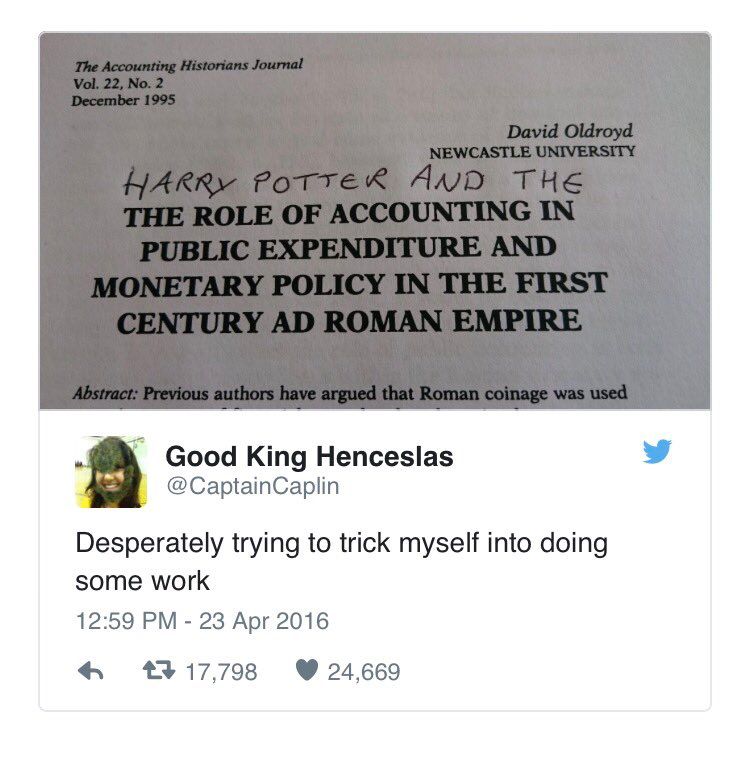 The Accounting Historians Journal
Vol. 22, No. 2
December 1995
David Oldroyd
NEWCASTLE UNIVERSITY
HARRY POTTER AND THE
THE ROLE OF ACCOUNTING IN
PUBLIC EXPENDITURE AND
MONETARY POLICY IN THE FIRST
CENTURY AD ROMAN EMPIRE
Abstract: Previous authors have argued that Roman coinage was used
Good King Henceslas
@CaptainCaplin
Desperately trying to trick myself into doing
some work
12:59 PM - 23 Apr 2016
17,798 24,669